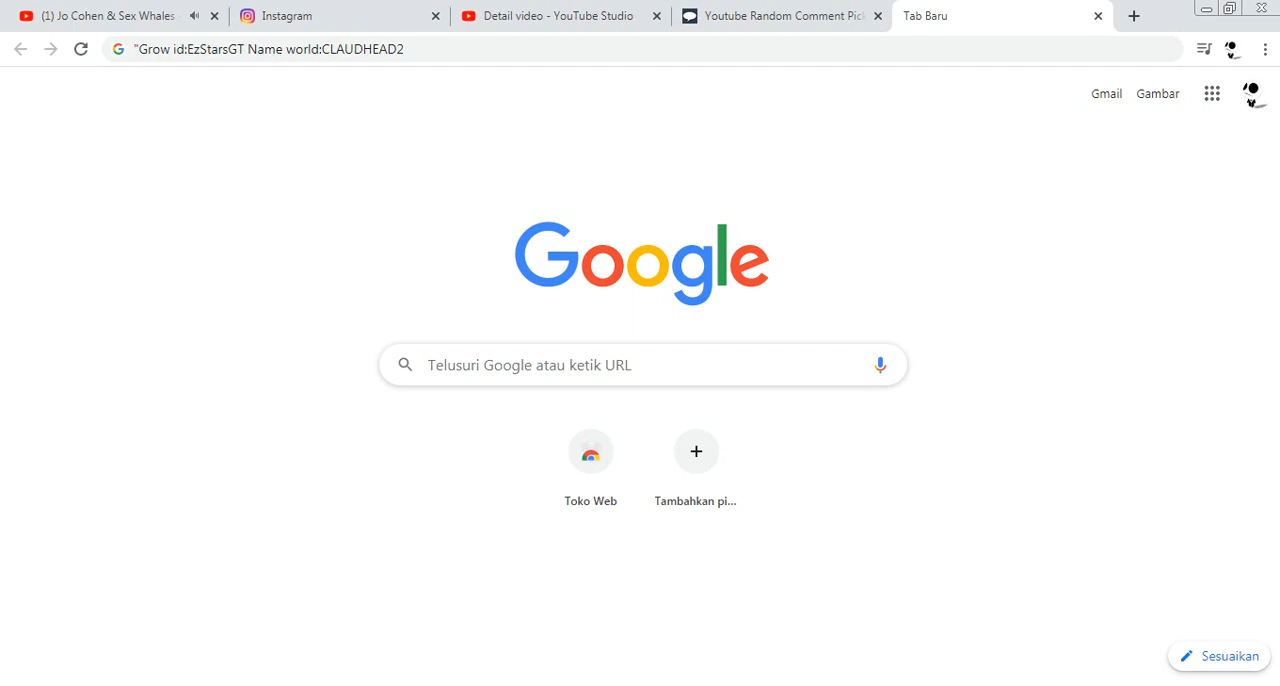 (1) Jo Cohen & Sex Whales
Instagram
Detail video - YouTube Studio
Youtube Random Comment Pick
Tab Baru
"Grow id:EzStarsGT Name world:CLAUDHEAD2
Gmail
Gambar
Google
Telusuri Google atau ketik URL
Toko Web
Tambahkan pi...
Sesuaikan